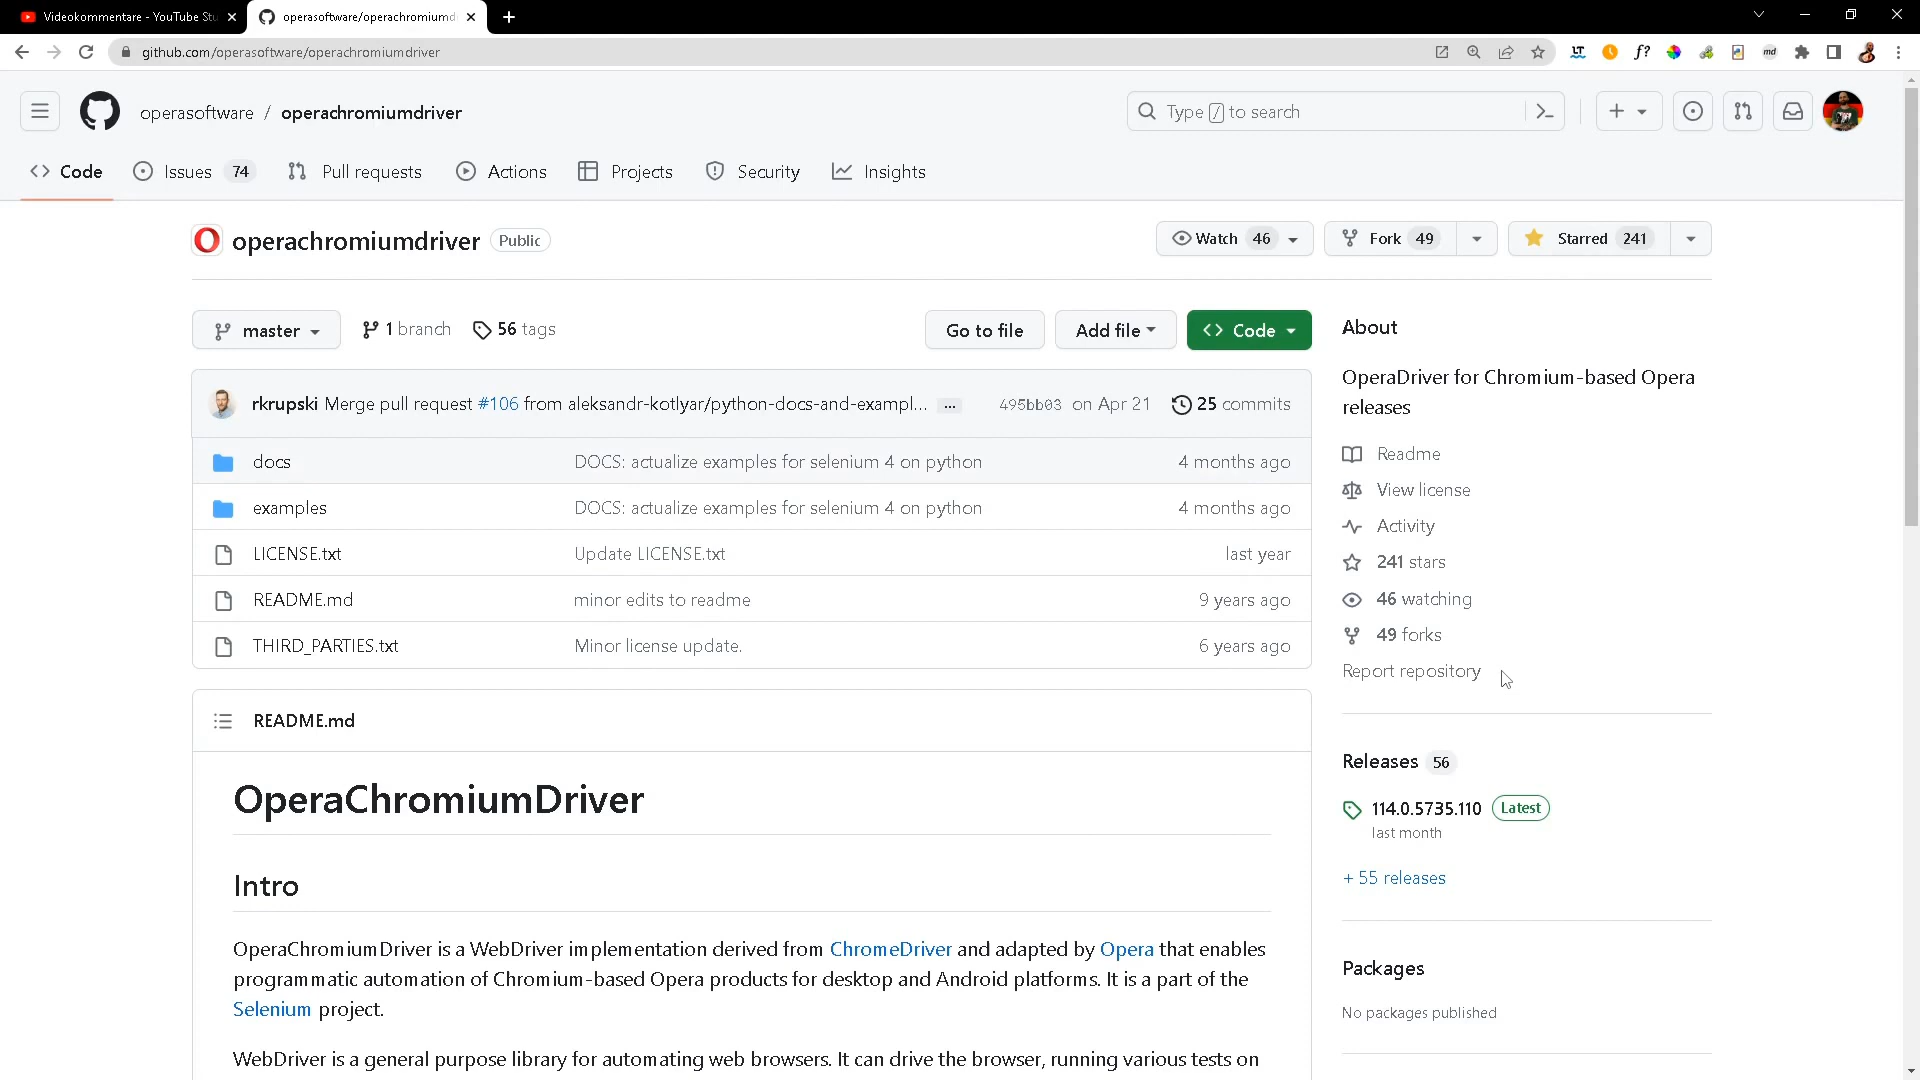 Videokommentare - YouTube Stu
operasoftware/operachromiumd
github.com/operasoftware/operachromiumdriver
operasoftware / operachromiumdriver
Type / to search
Code
Issues 74
Pull requests
Actions
Projects
Security
Insights
operachromiumdriver Public
Watch 46
Fork 49
Starred 241
master
1 branch
56 tags
Go to file
Add file
Code
rkrupski Merge pull request #106 from aleksandr-kotlyar/python-docs-and-exampl... ... 495bb03 on Apr 21 25 commits
docs DOCS: actualize examples for selenium 4 on python 4 months ago
examples DOCS: actualize examples for selenium 4 on python 4 months ago
LICENSE.txt Update LICENSE.txt last year
README.md minor edits to readme 9 years ago
THIRD_PARTIES.txt Minor license update. 6 years ago
README.md
OperaChromiumDriver
Intro
OperaChromiumDriver is a WebDriver implementation derived from ChromeDriver and adapted by Opera that enables
programmatic automation of Chromium-based Opera products for desktop and Android platforms. It is a part of the
Selenium project.
WebDriver is a general purpose library for automating web browsers. It can drive the browser, running various tests on
About
OperaDriver for Chromium-based Opera
releases
Readme
View license
Activity
241 stars
46 watching
49 forks
Report repository
Releases 56
114.0.5735.110 Latest
last month
+ 55 releases
Packages
No packages published